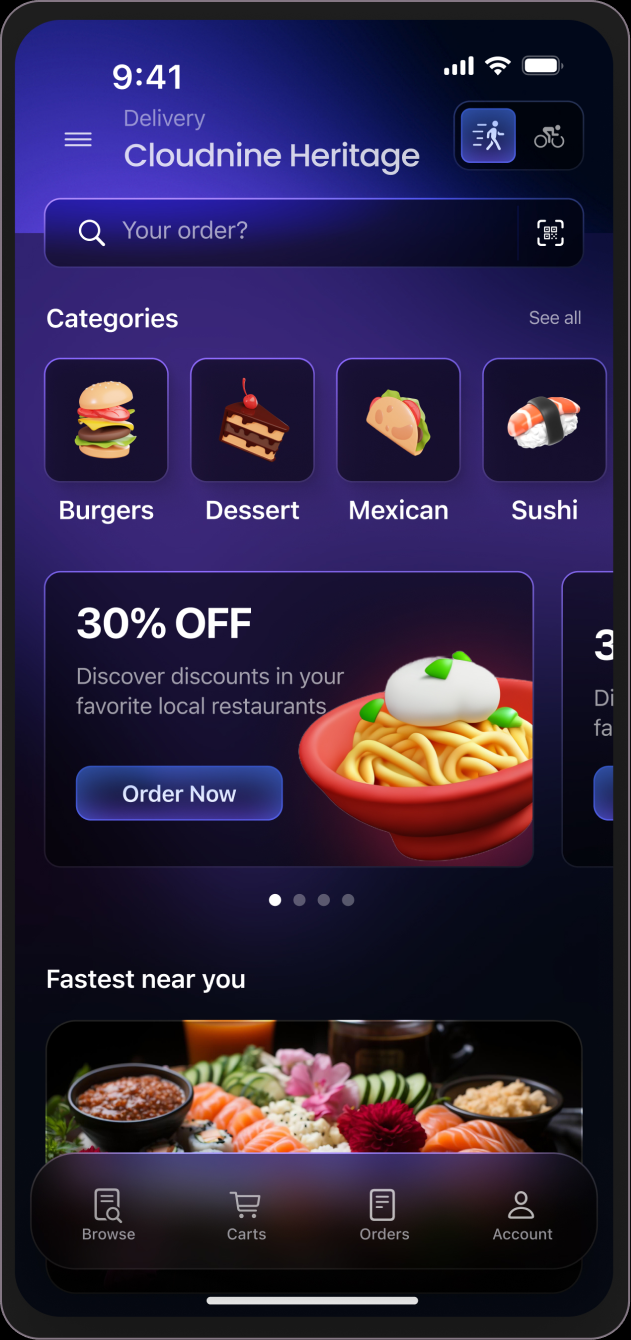 9:41
Delivery
Cloudnine Heritage
Your order?
Categories
See all
Burgers
Dessert
Mexican
Sushi
30% OFF
Discover discounts in your
favorite local restaurants
Order Now
3
Di
fa
Fastest near you
Browse
Carts
Orders
Account